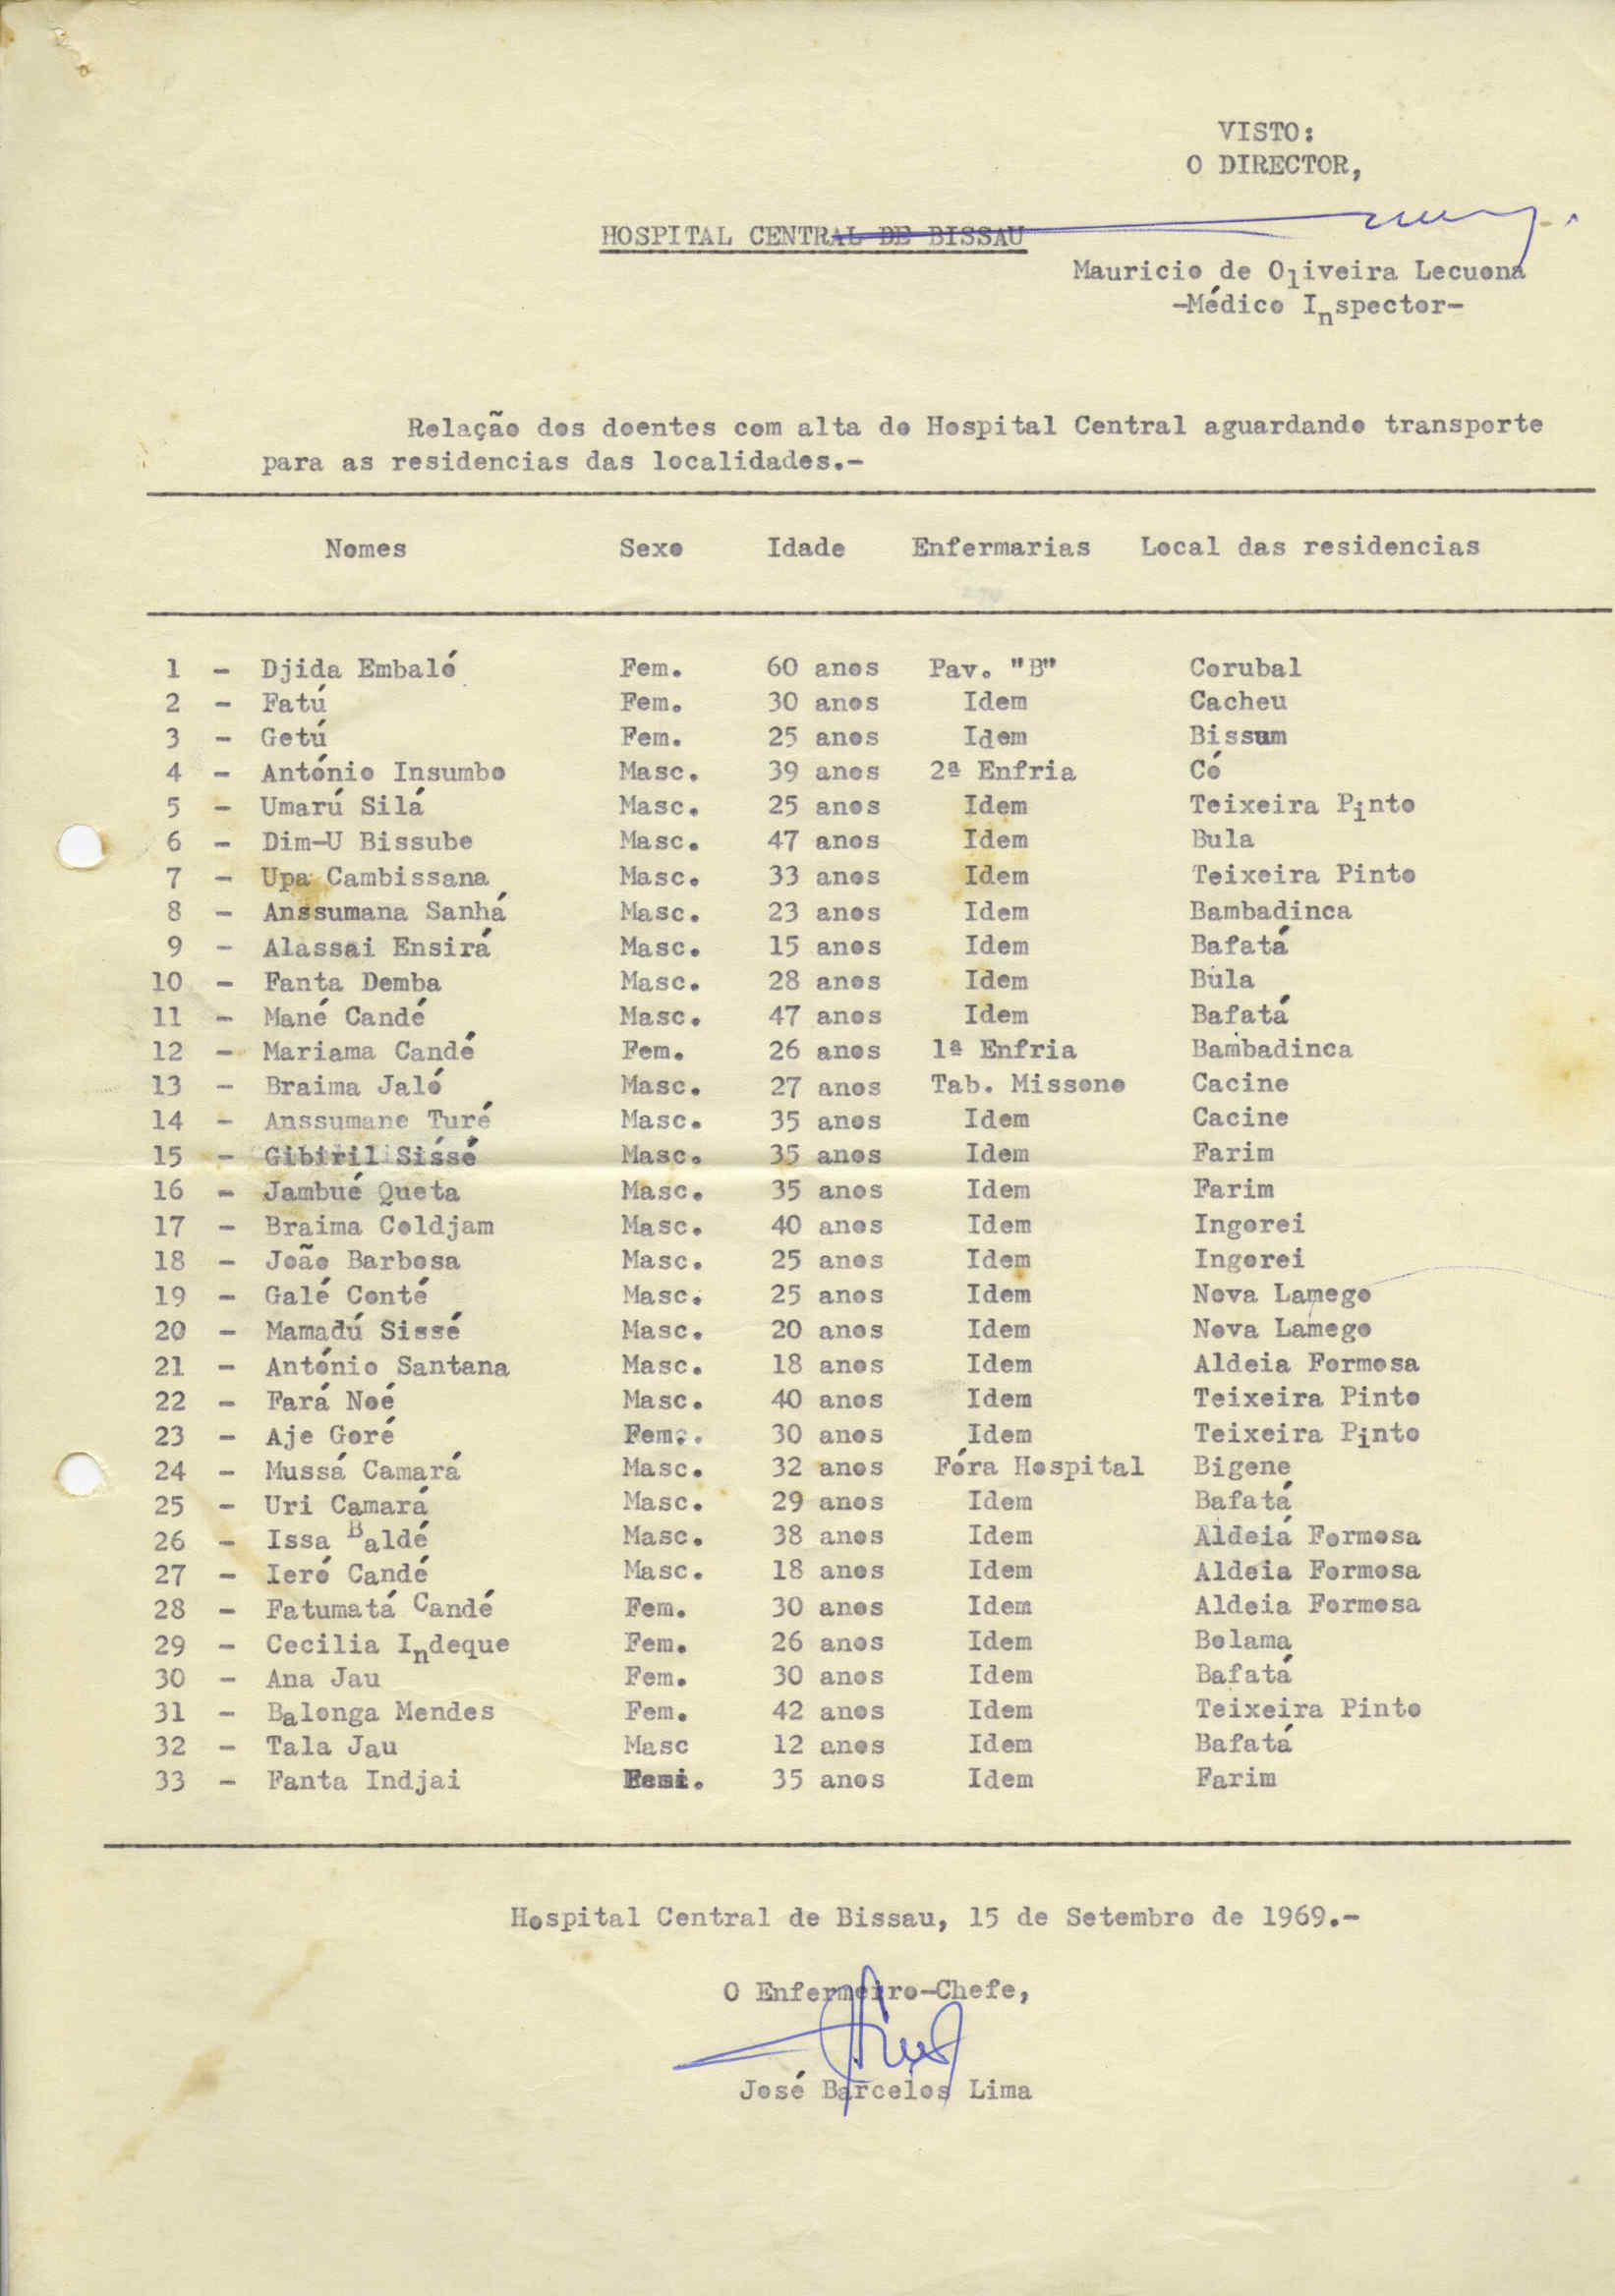 VISTO:
O DIRECTOR,
HOSPITAL CENTRAL DE BISSAU
Mauricio de Oliveira Lecuona
-Médico Inspector-
Relação dos doentes com alta do Hospital Central aguardando transporte
para as residencias das localidades.-
Nomes Sexo Idade Enfermarias Local das residencias
1 - Djida Embaló Fem. 60 anos Pav. "B" Corubal
2 - Fatú Fem. 30 anos Idem Cacheu
3 - Getú Fem. 25 anos Idem Bissum
4 - António Insumbo Masc. 39 anos 2ª Enfria Có
5 - Umarú Silá Masc. 25 anos Idem Teixeira Pinto
6 - Dim-U Bissube Masc. 47 anos Idem Bula
7 - Upa Cambissana Masc. 33 anos Idem Teixeira Pinto
8 - Anssumana Sanhá Masc. 23 anos Idem Bambadinca
9 - Alassai Ensirá Masc. 15 anos Idem Bafatá
10 - Fanta Demba Masc. 28 anos Idem Bula
11 - Mané Candé Masc. 47 anos Idem Bafatá
12 - Mariama Candé Fem. 26 anos 1ª Enfria Bambadinca
13 - Braima Jaló Masc. 27 anos Tab. Missone Cacine
14 - Anssumane Turé Masc. 35 anos Idem Cacine
15 - Gibiril Sissé Masc. 35 anos Idem Farim
16 - Jambué Queta Masc. 35 anos Idem Farim
17 - Braima Coldjam Masc. 40 anos Idem Ingorei
18 - João Barbosa Masc. 25 anos Idem Ingorei
19 - Galé Conté Masc. 25 anos Idem Nova Lamego
20 - Mamadú Sissé Masc. 20 anos Idem Nova Lamego
21 - António Santana Masc. 18 anos Idem Aldeia Formosa
22 - Fará Noé Masc. 40 anos Idem Teixeira Pinto
23 - Aje Goré Fem.. 30 anos Idem Teixeira Pinto
24 - Mussá Camará Masc. 32 anos Fóra Hospital Bigene
25 - Uri Camará Masc. 29 anos Idem Bafatá
26 - Issa Baldé Masc. 38 anos Idem Aldeiá Formosa
27 - Ieró Candé Masc. 18 anos Idem Aldeia Formosa
28 - Fatumatá Candé Fem. 30 anos Idem Aldeia Formosa
29 - Cecilia Indeque Fem. 26 anos Idem Bolama
30 - Ana Jau Fem. 30 anos Idem Bafatá
31 - Balonga Mendes Fem. 42 anos Idem Teixeira Pinto
32 - Tala Jau Masc 12 anos Idem Bafatá
33 - Fanta Indjai 35 anos Idem Farim
Hospital Central de Bissau, 15 de Setembro de 1969.-
O Enfermeiro-Chefe,
José Barcelos Lima